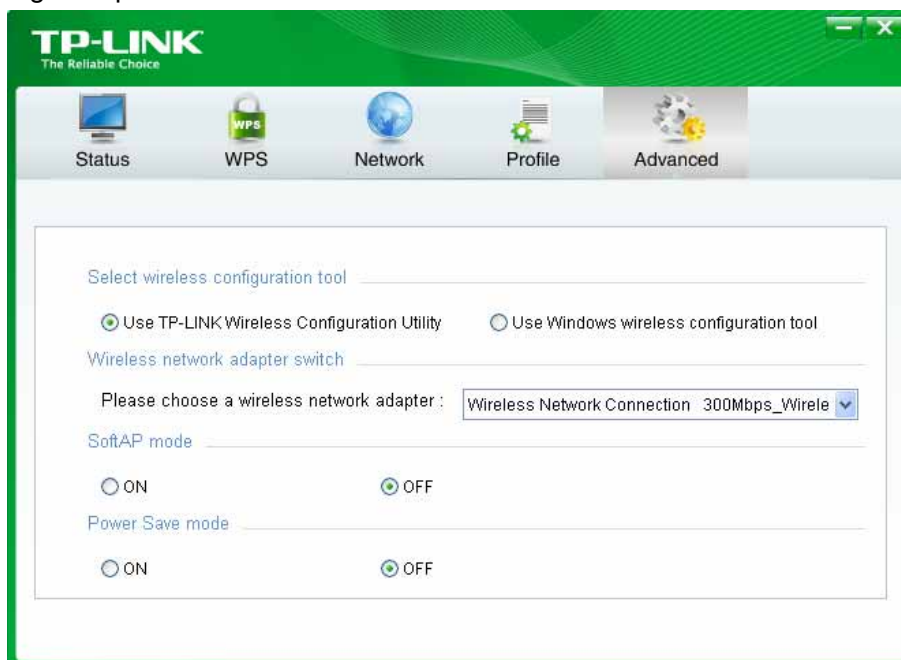 TP-LINK
The Reliable Choice
WPS
Status WPS Network Profile Advanced
Select wireless configuration tool
Use TP-LINK Wireless Configuration Utility Use Windows wireless configuration tool
Wireless network adapter switch
Please choose a wireless network adapter : Wireless Network Connection 300Mbps_Wirele
SoftAP mode
ON OFF
Power Save mode
ON OFF